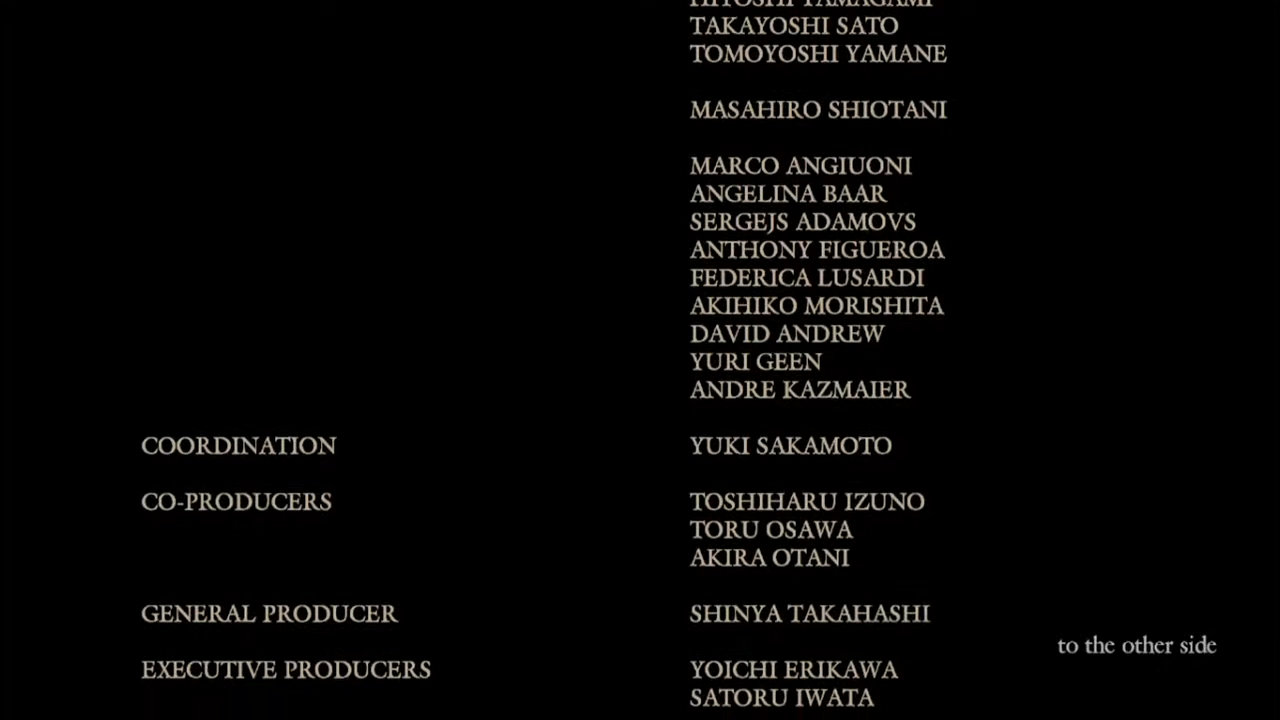 HITOSHI YAMAGAMI
TAKAYOSHI SATO
TOMOYOSHI YAMANE
MASAHIRO SHIOTANI
MARCO ANGIUONI
ANGELINA BAAR
SERGEJS ADAMOVS
ANTHONY FIGUEROA
FEDERICA LUSARDI
AKIHIKO MORISHITA
DAVID ANDREW
YURI GEEN
ANDRE KAZMAIER
COORDINATION YUKI SAKAMOTO
CO-PRODUCERS TOSHIHARU IZUNO
TORU OSAWA
AKIRA OTANI
GENERAL PRODUCER SHINYA TAKAHASHI
to the other side
EXECUTIVE PRODUCERS YOICHI ERIKAWA
SATORU IWATA